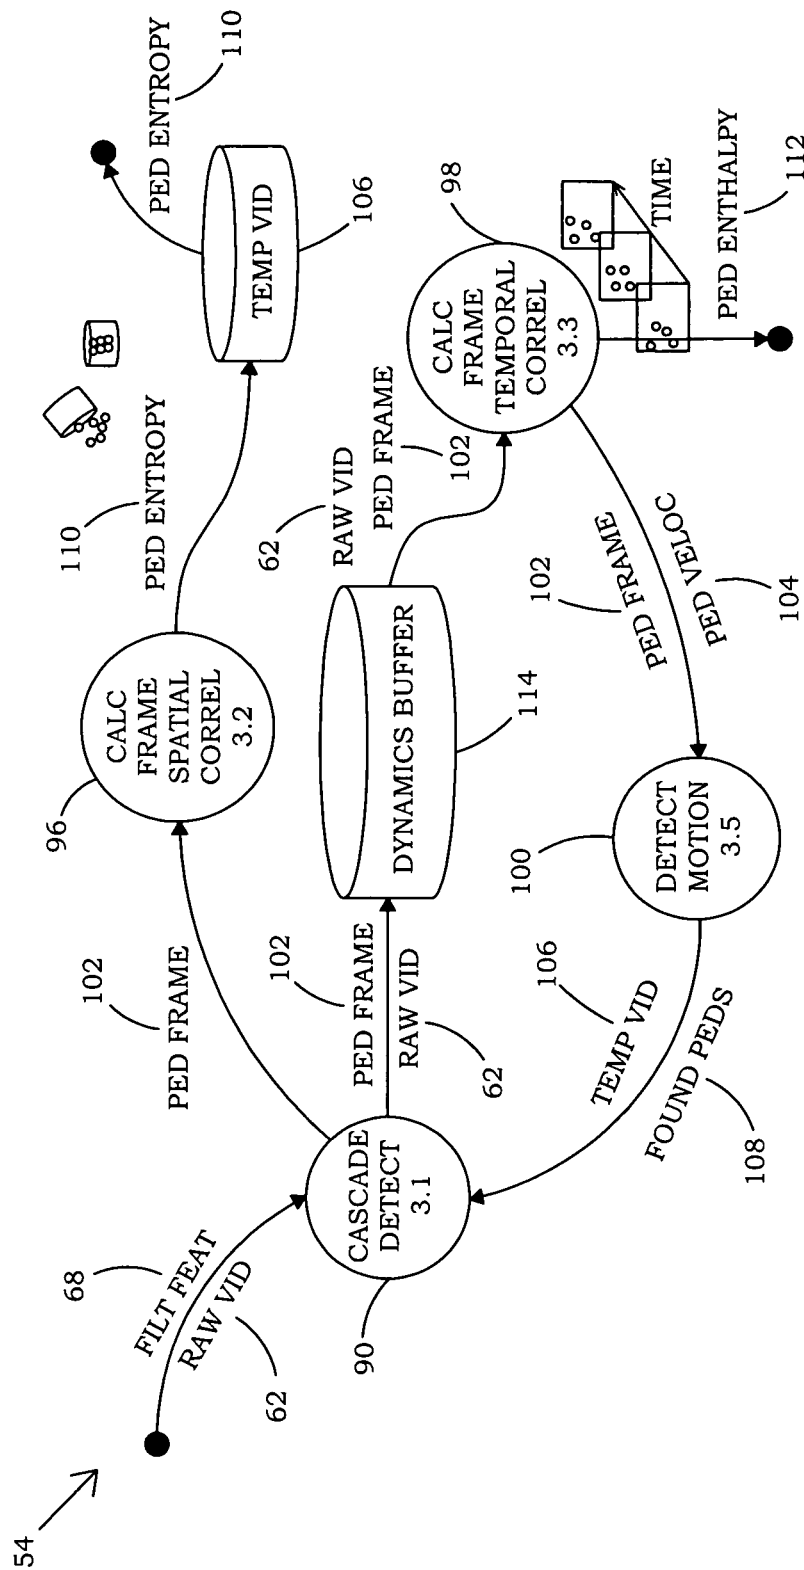 54
FILT FEAT
68
RAW VID
62
CASCADE
DETECT
3.1
90
PED FRAME
102
CALC
FRAME
SPATIAL
CORREL
3.2
96
PED ENTROPY
110
TEMP VID
106
PED ENTROPY
110
PED FRAME
102
RAW VID
62
DYNAMICS BUFFER
114
RAW VID
62
PED FRAME
102
CALC
FRAME
TEMPORAL
CORREL
3.3
98
TIME
PED ENTHALPY
112
PED FRAME
102
PED VELOC
104
DETECT
MOTION
3.5
100
TEMP VID
106
FOUND PEDS
108